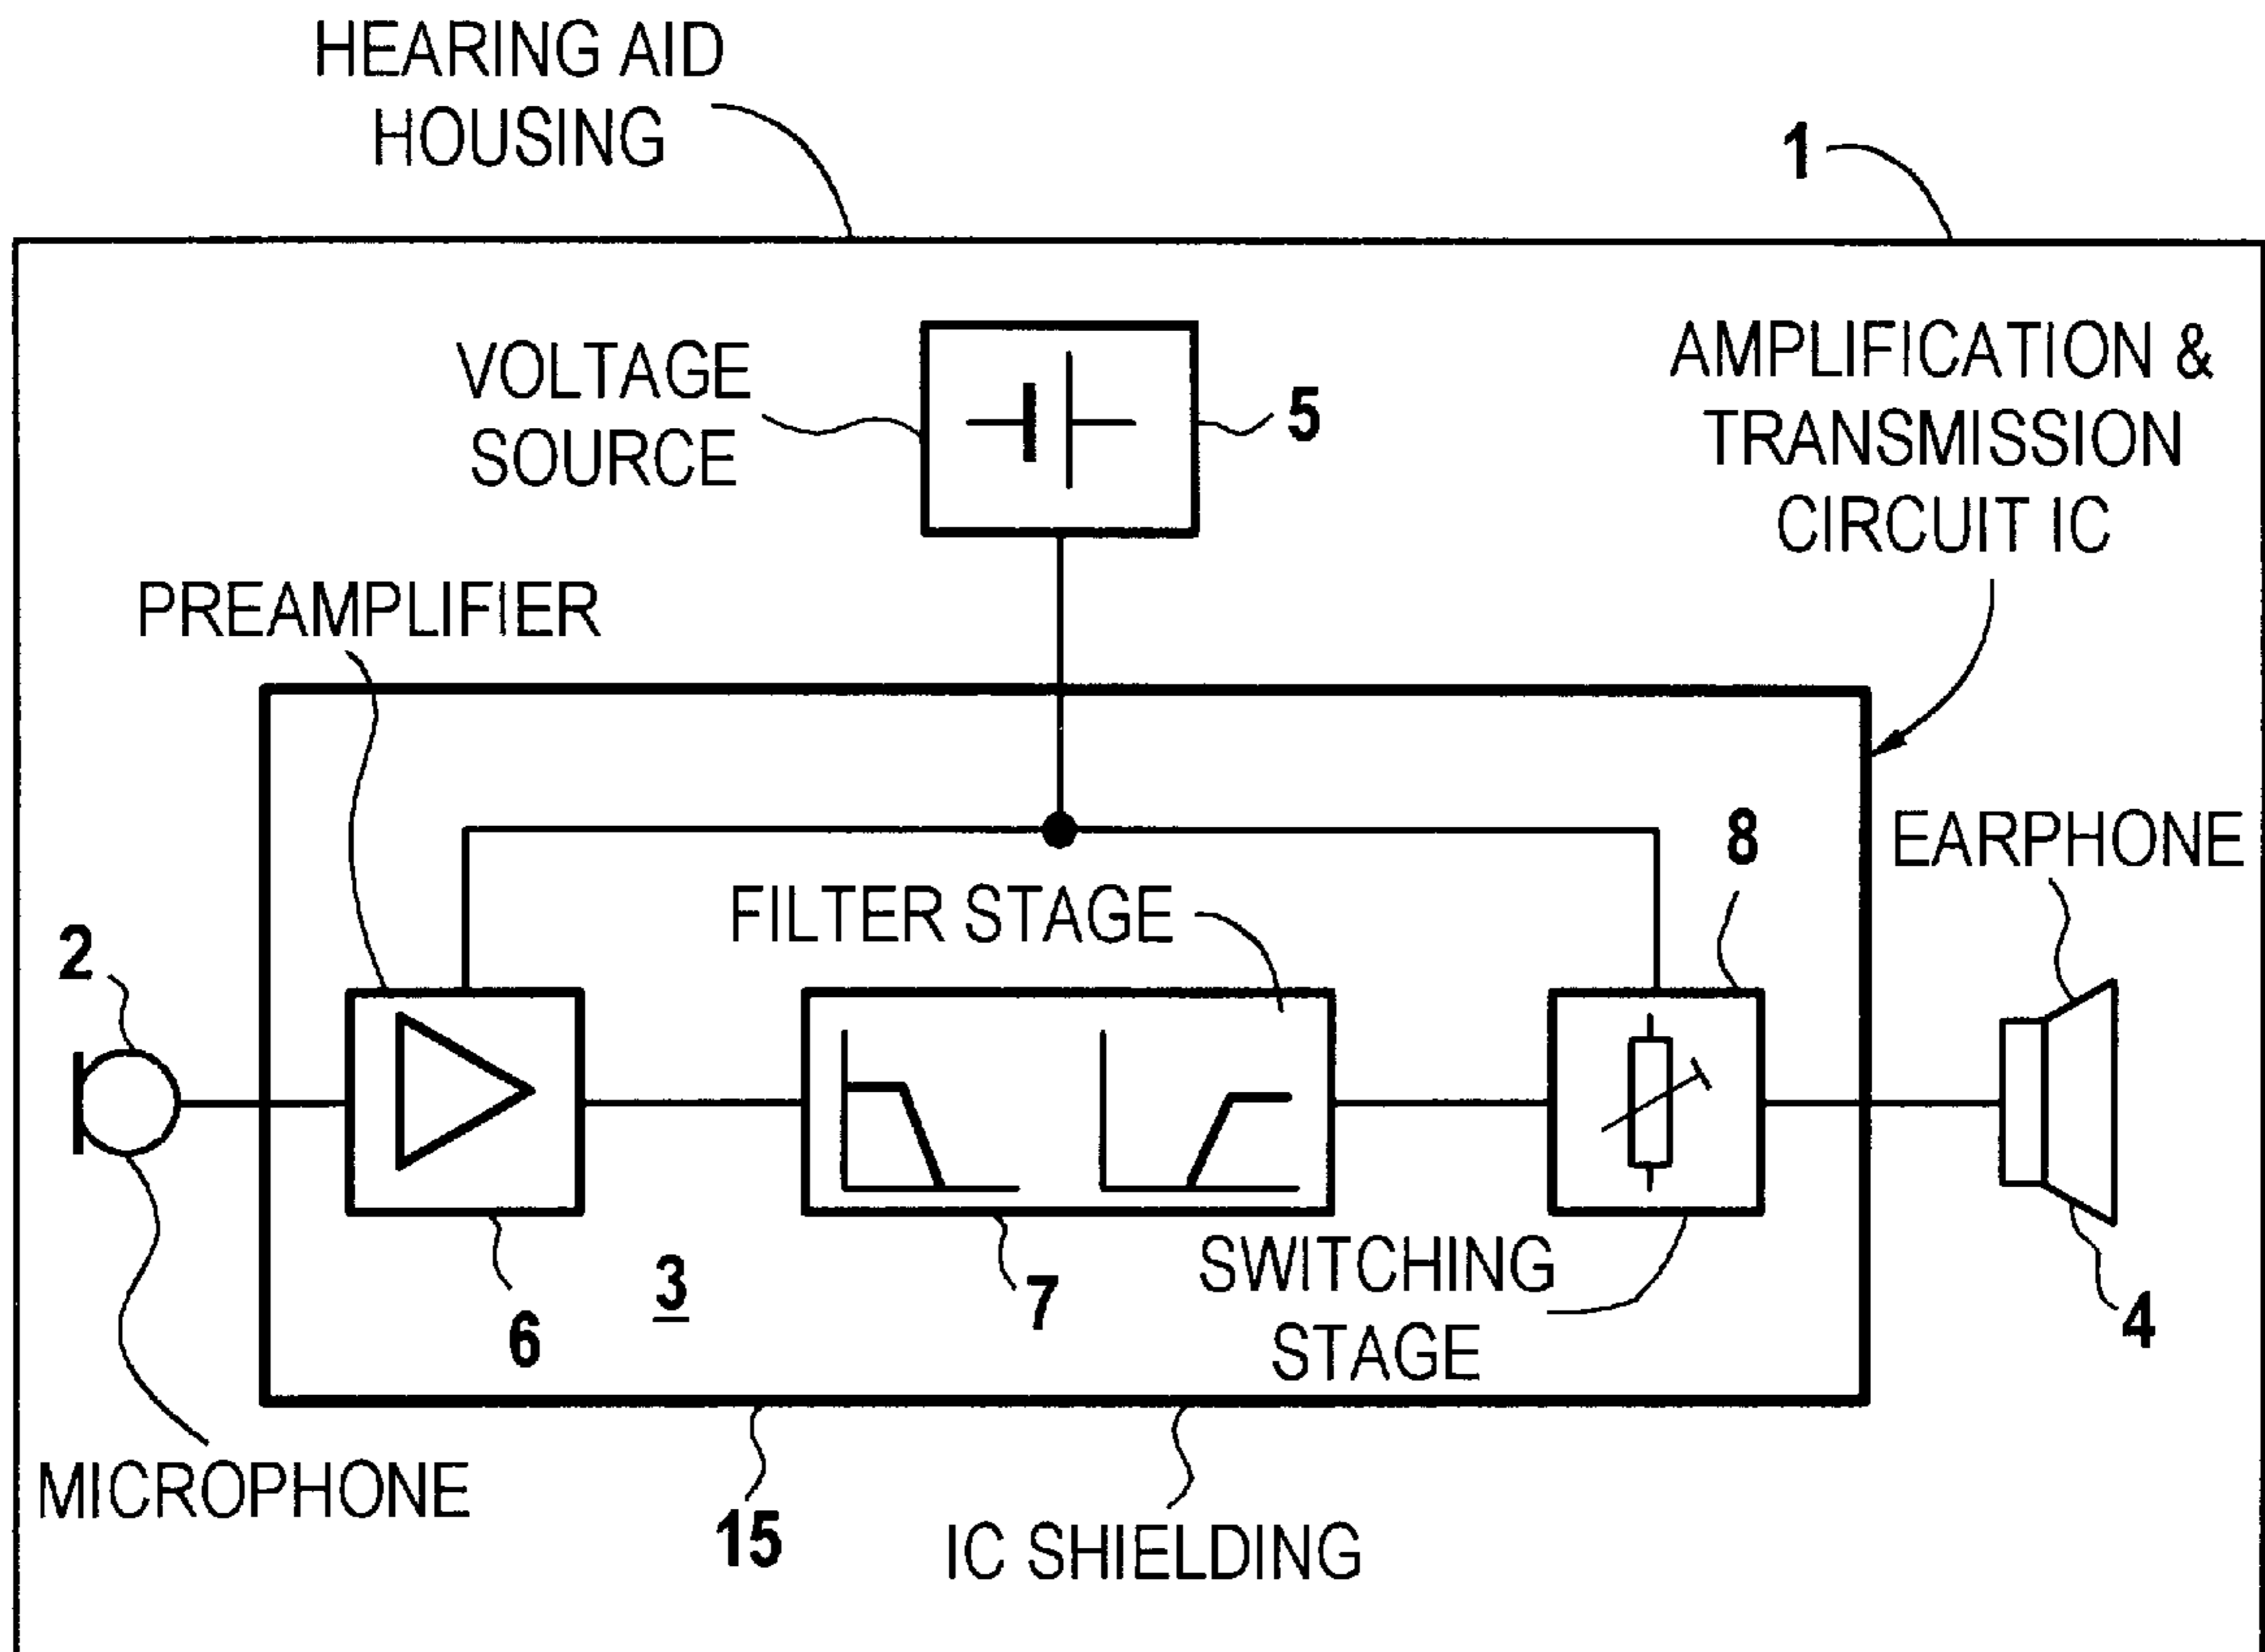 HEARING AID
HOUSING
1
VOLTAGE
SOURCE
5
AMPLIFICATION &
TRANSMISSION
CIRCUIT IC
PREAMPLIFIER
8
EARPHONE
FILTER STAGE
2
6
3
7
SWITCHING
STAGE
4
MICROPHONE
15
IC SHIELDING